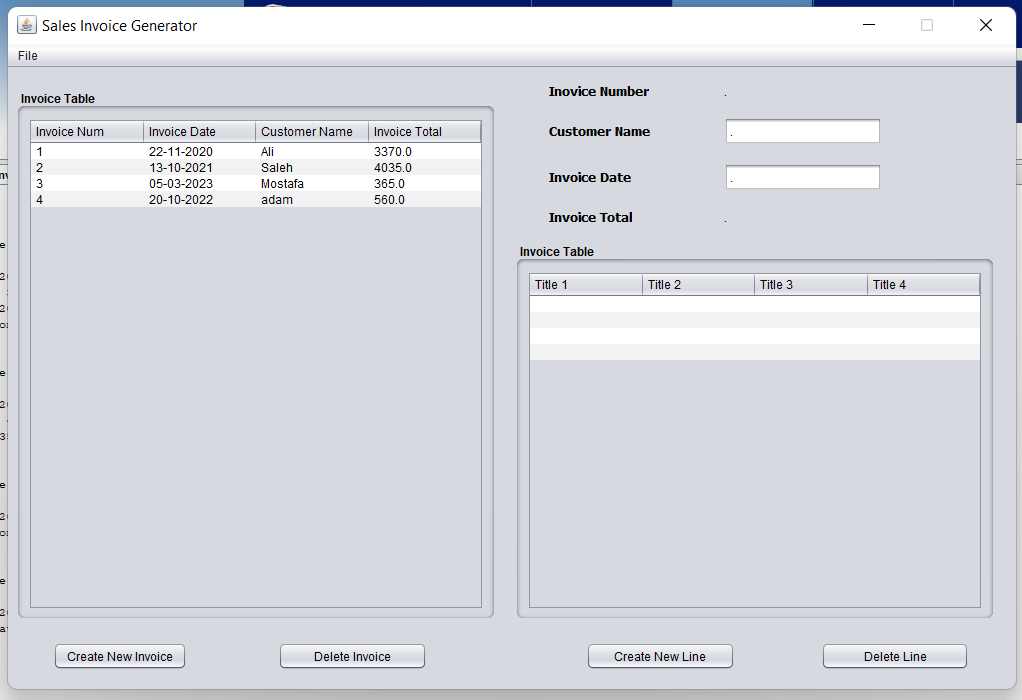 Sales Invoice Generator
File
Invoice Table
Invoice Num Invoice Date Customer Name Invoice Total
1 22-11-2020 Ali 3370.0
2 13-10-2021 Saleh 4035.0
3 05-03-2023 Mostafa 365.0
4 20-10-2022 adam 560.0
Inovice Number .
Customer Name .
Invoice Date .
Invoice Total .
Invoice Table
Title 1 Title 2 Title 3 Title 4
Create New Invoice Delete Invoice Create New Line Delete Line